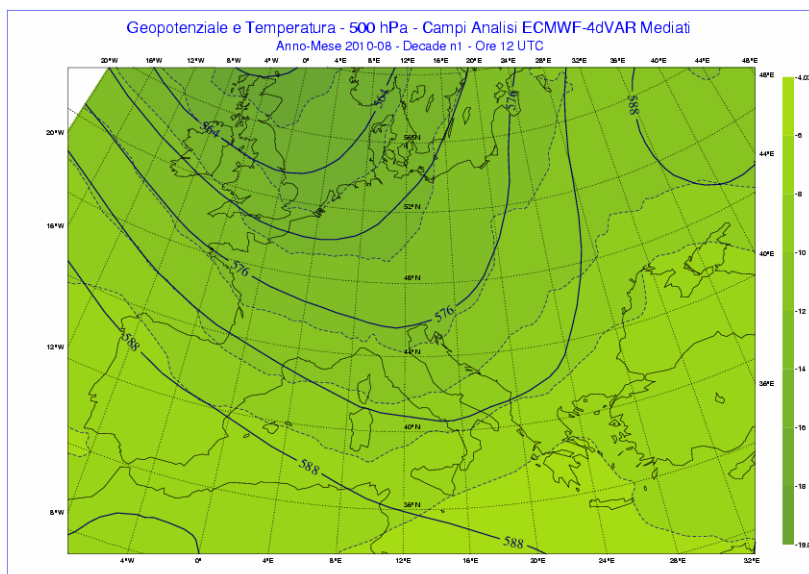 Geopotenziale e Temperatura - 500 hPa - Campi Analisi ECMWF-4dVAR Mediati
Anno-Mese 2010-08 - Decade n1 - Ore 12 UTC
20°W 16°W 12°W 8°W 4°W 0° 4°E 8°E 12°E 16°E 20°E 24°E 28°E 32°E 36°E 40°E 44°E 48°E
48°E
20°W
16°W
12°W
8°W
44°E
40°E
36°E
564
564
576
588
56°N
52°N
576
48°N
576
588
44°N
40°N
588
36°N
588
4°W 0° 4°E 8°E 12°E 16°E 20°E 24°E 28°E 32°E
-6
-8
-10
-12
-14
-16
-18